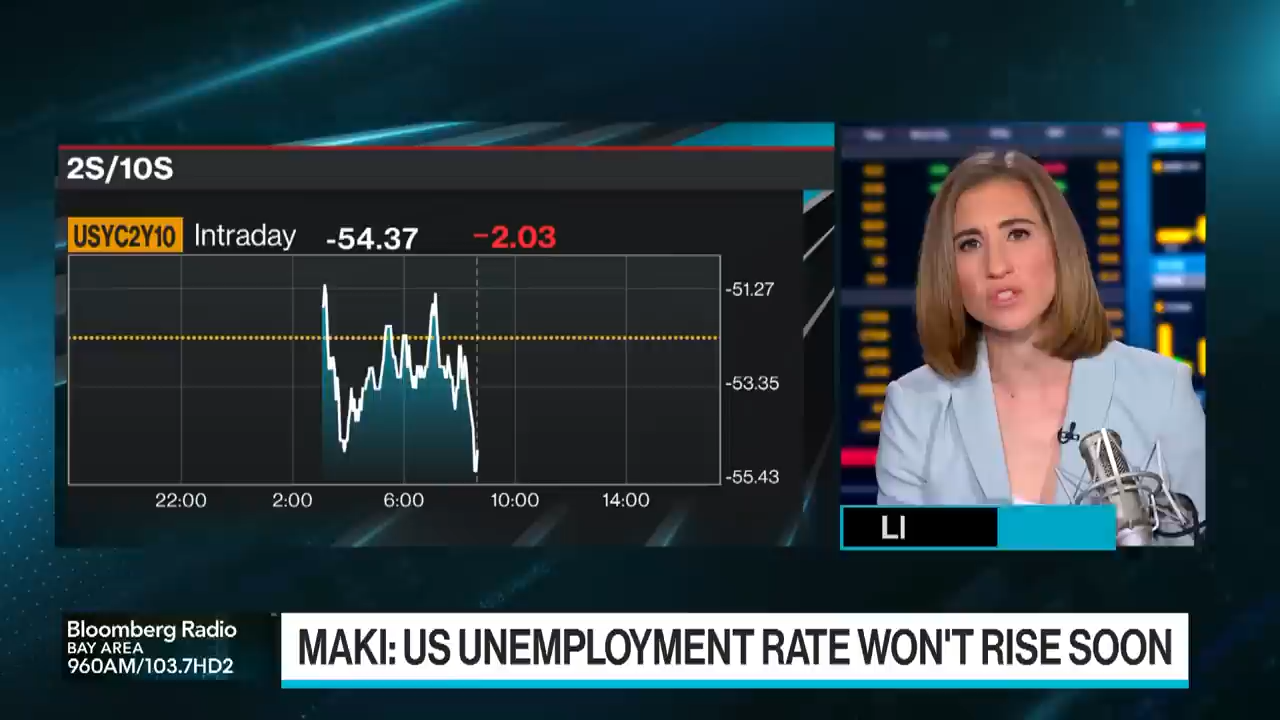 2S/10S
USYC2Y10 Intraday -54.37 -2.03
-51.27
-53.35
-55.43
22:00 2:00 6:00 10:00 14:00
LI
Bloomberg Radio
BAY AREA
960AM/103.7HD2
MAKI: US UNEMPLOYMENT RATE WON'T RISE SOON